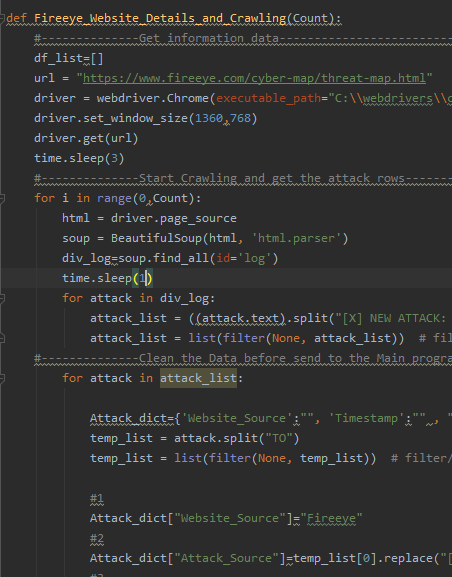 def Fireeye_Website_Details_and_Crawling(Count):
#--------------Get information data---------------------
df_list=[]
url = "https://www.fireeye.com/cyber-map/threat-map.html"
driver = webdriver.Chrome(executable_path="C:\\webdrivers\\c
driver.set_window_size(1360,768)
driver.get(url)
time.sleep(3)
#--------------Start Crawling and get the attack rows-------
for i in range(0,Count):
html = driver.page_source
soup = BeautifulSoup(html, 'html.parser')
div_log=soup.find_all(id='log')
time.sleep(1)
for attack in div_log:
attack_list = ((attack.text).split("[X] NEW ATTACK:
attack_list = list(filter(None, attack_list)) # fil
#--------------Clean the Data before send to the Main progra
for attack in attack_list:
Attack_dict={'Website_Source':"", 'Timestamp':"" , "
temp_list = attack.split("TO")
temp_list = list(filter(None, temp_list)) # filter/
#1
Attack_dict["Website_Source"]="Fireeye"
#2
Attack_dict["Attack_Source"]=temp_list[0].replace("[